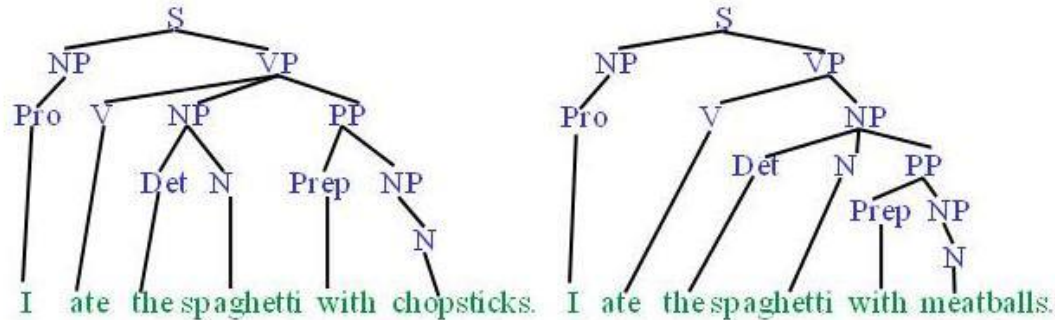 S S
NP VP NP VP
Pro V NP PP Pro V NP
Det N Prep NP Det N PP
Prep NP
N N
I ate the spaghetti with chopsticks. I ate the spaghetti with meatballs.